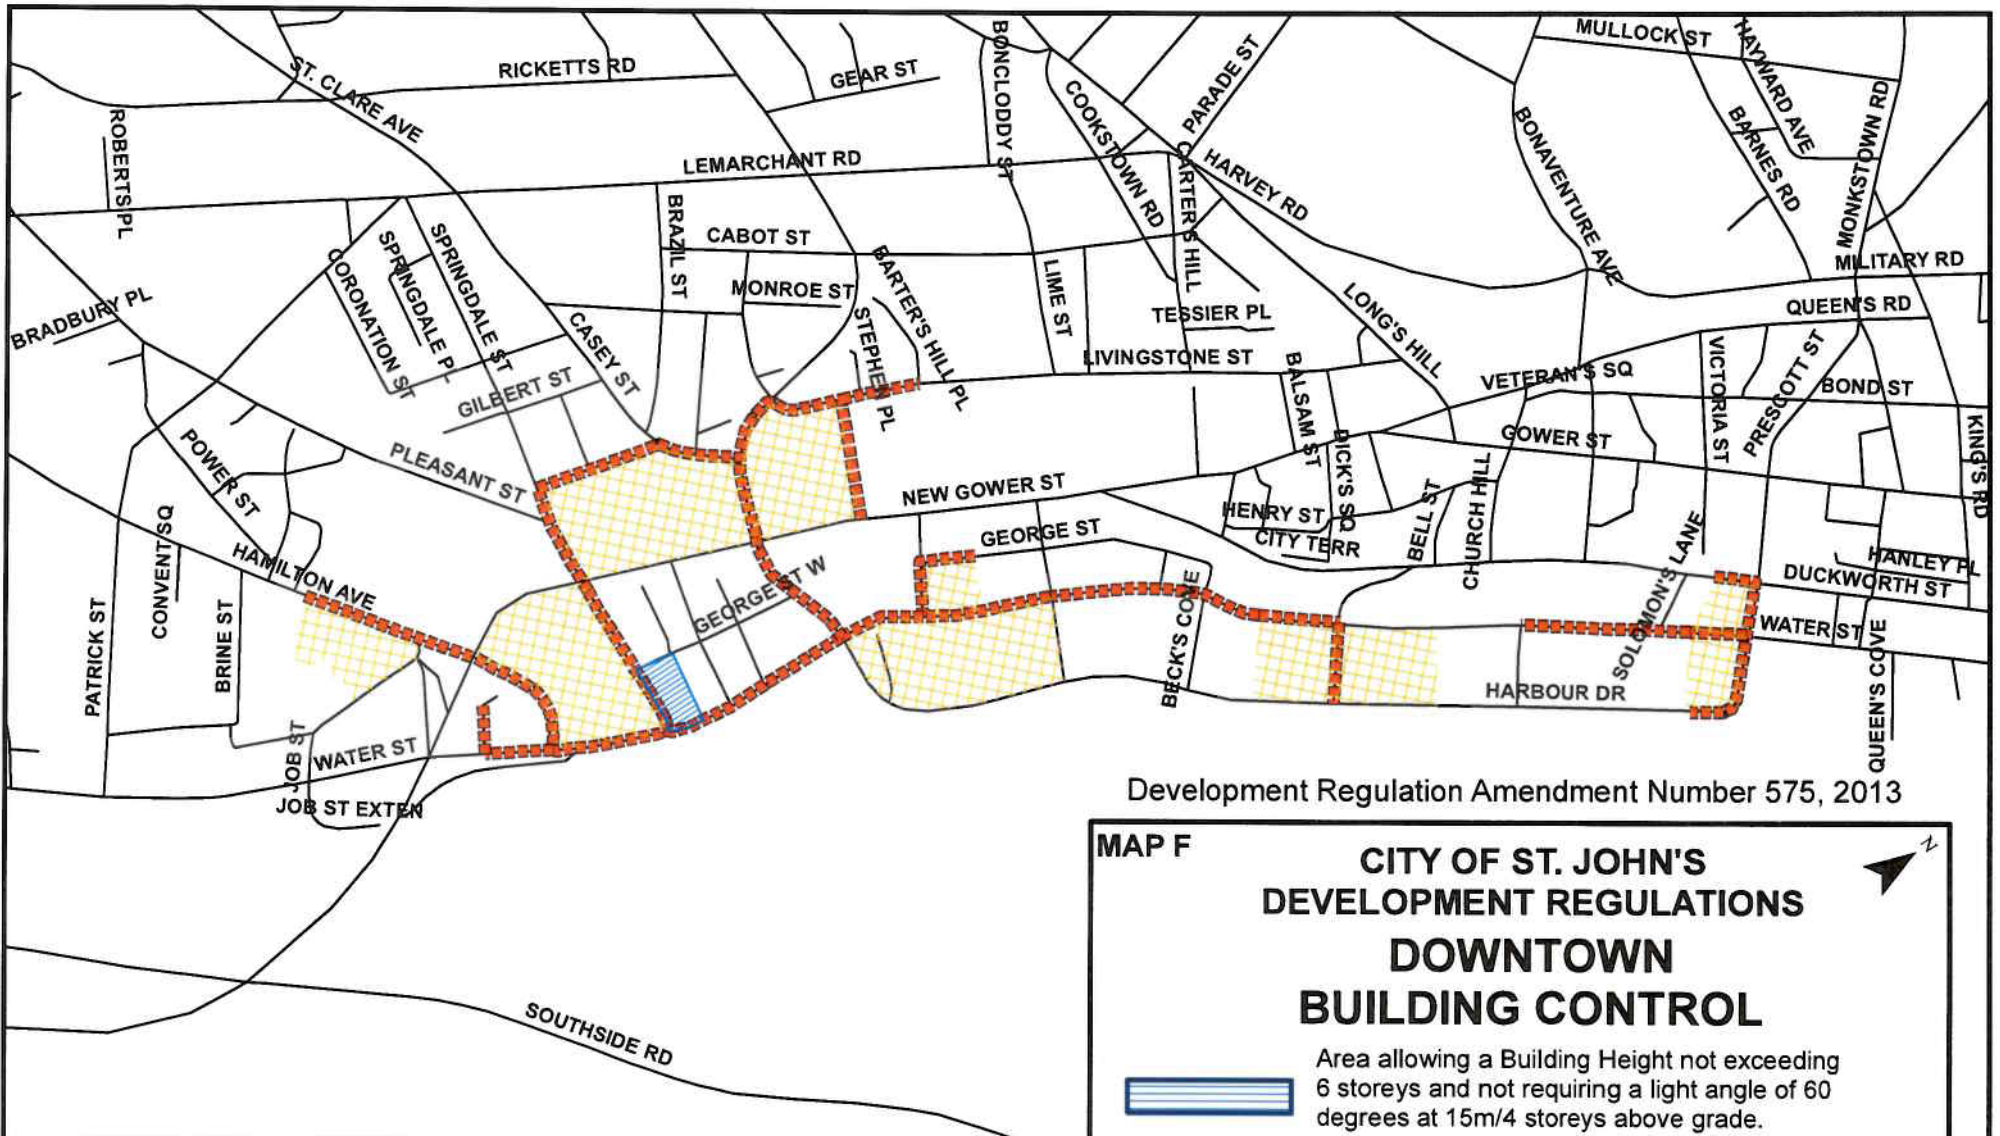 MULLOCK ST
HAYWARD AVE
BONCLODDY ST
RICKETTS RD
GEAR ST
ST. CLARE AVE
PARADE ST
COOKSTOWN RD
BONAVENTURE AVE
BARNES RD
MONKSTOWN RD
ROBERTS PL
LEMARCHANT RD
CARTER'S HILL
HARVEY RD
BRAZIL ST
CABOT ST
SPRINGDALE ST
SPRINGDALE PL
CORONATION ST
BARTER'S HILL PL
MILITARY RD
LIME ST
MONROE ST
BRADBURY PL
TESSIER PL
LONG'S HILL
QUEEN'S RD
STEPHEN PL
CASEY ST
LIVINGSTONE ST
BALSAM ST
VICTORIA ST
PRESCOTT ST
GILBERT ST
VETERAN'S SQ
BOND ST
KING'S RD
POWER ST
PLEASANT ST
DICK'S SQ
GOWER ST
NEW GOWER ST
CHURCH HILL
BELL ST
HENRY ST
CONVENT SQ
GEORGE ST
CITY TERR
SOLOMON'S LANE
HANLEY PL
HAMILTON AVE
GEORGE ST W
DUCKWORTH ST
PATRICK ST
BRINE ST
BECK'S COVE
WATER ST
QUEEN'S COVE
HARBOUR DR
JOB ST
WATER ST
JOB ST EXTEN
Development Regulation Amendment Number 575, 2013
MAP F
CITY OF ST. JOHN'S
N
DEVELOPMENT REGULATIONS
DOWNTOWN
BUILDING CONTROL
SOUTHSIDE RD
Area allowing a Building Height not exceeding
6 storeys and not requiring a light angle of 60
degrees at 15m/4 storeys above grade.